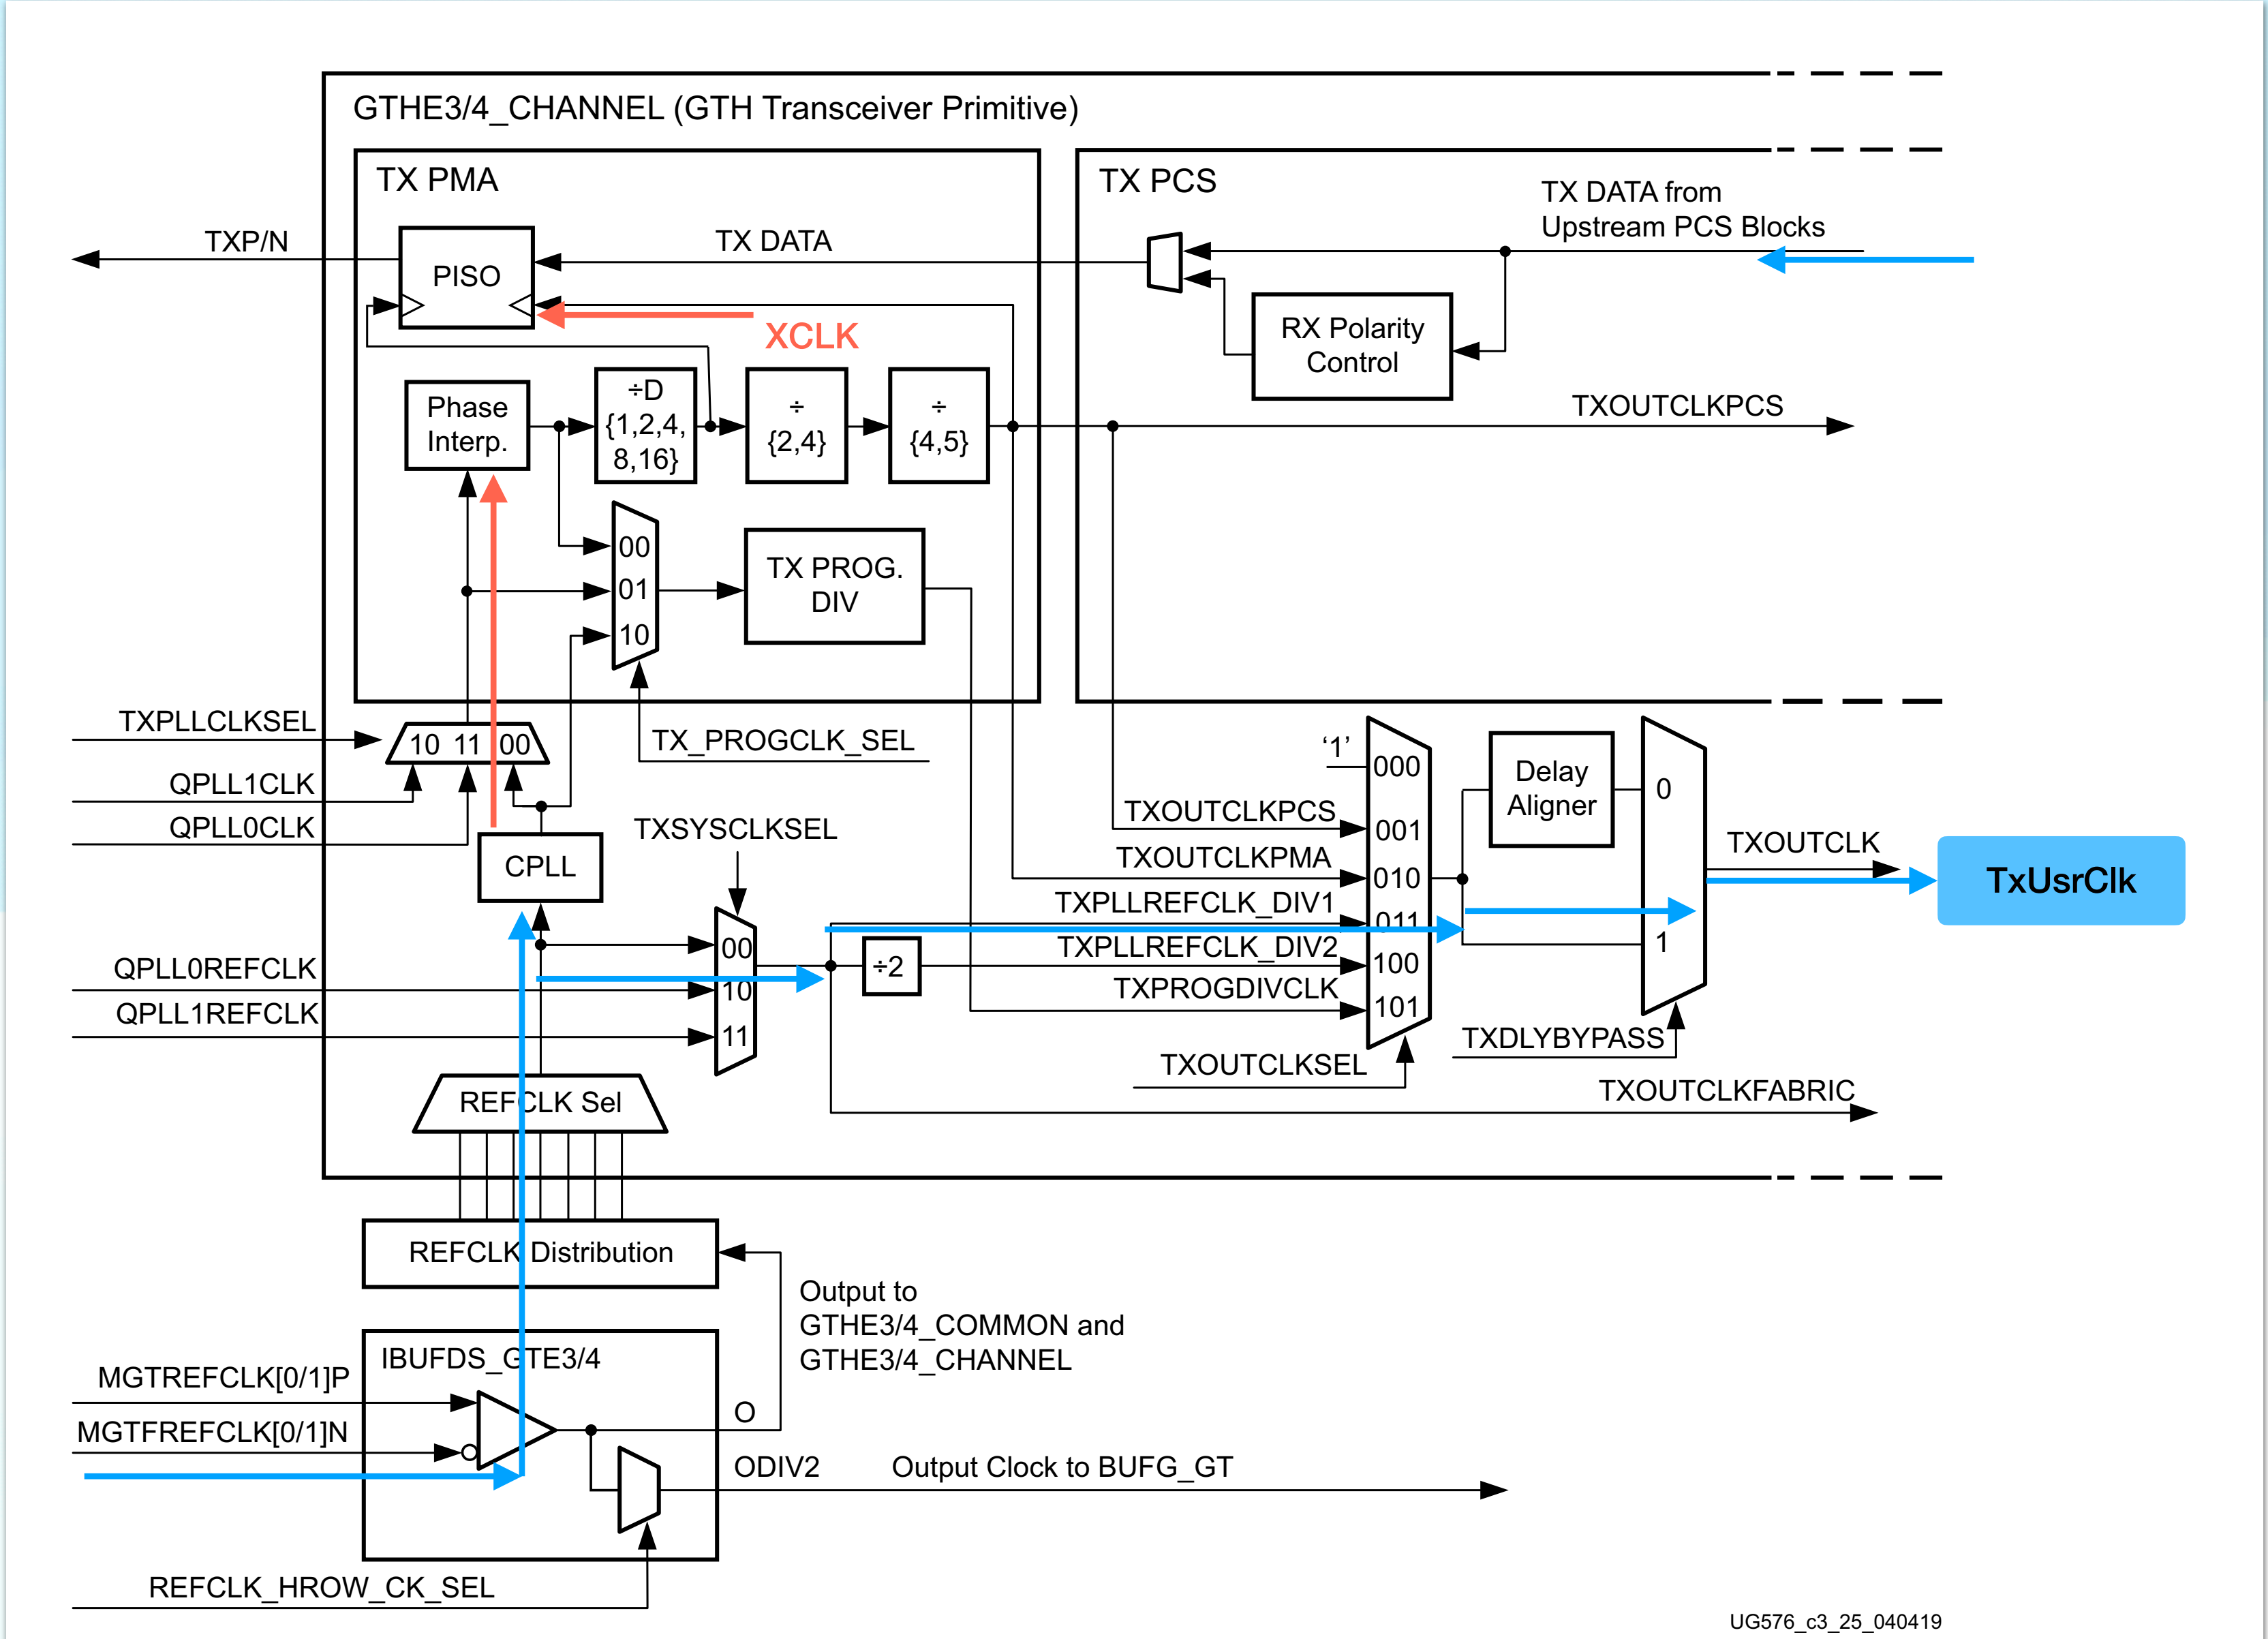 GTHE3/4_CHANNEL (GTH Transceiver Primitive)
TX PMA
TX PCS
TX DATA from
Upstream PCS Blocks
TXP/N
PISO
TX DATA
XCLK
RX Polarity
Control
Phase
Interp.
÷D
{1,2,4,
8,16}
÷
{2,4}
÷
{4,5}
TXOUTCLKPCS
00
01
10
TX PROG.
DIV
TXPLLCLKSEL
10 11 00
TX_PROGCLK_SEL
QPLL1CLK
QPLL0CLK
CPLL
TXSYSCLKSEL
00
10
11
QPLL0REFCLK
QPLL1REFCLK
÷2
'1'
TXOUTCLKPCS
TXOUTCLKPMA
TXPLLREFCLK_DIV1
TXPLLREFCLK_DIV2
TXPROGDIVCLK
000
001
010
011
100
101
TXOUTCLKSEL
Delay
Aligner
0
1
TXDLYBYPASS
TXOUTCLK
TxUsrClk
TXOUTCLKFABRIC
REFCLK Sel
REFCLK Distribution
Output to
GTHE3/4_COMMON and
GTHE3/4_CHANNEL
IBUFDS_GTE3/4
MGTREFCLK[0/1]P
MGTFREFCLK[0/1]N
O
ODIV2
Output Clock to BUFG_GT
REFCLK_HROW_CK_SEL
UG576_c3_25_040419